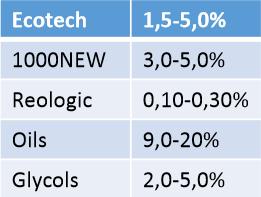 Ecotech 1,5-5,0%
1000NEW 3,0-5,0%
Reologic 0,10-0,30%
Oils 9,0-20%
Glycols 2,0-5,0%